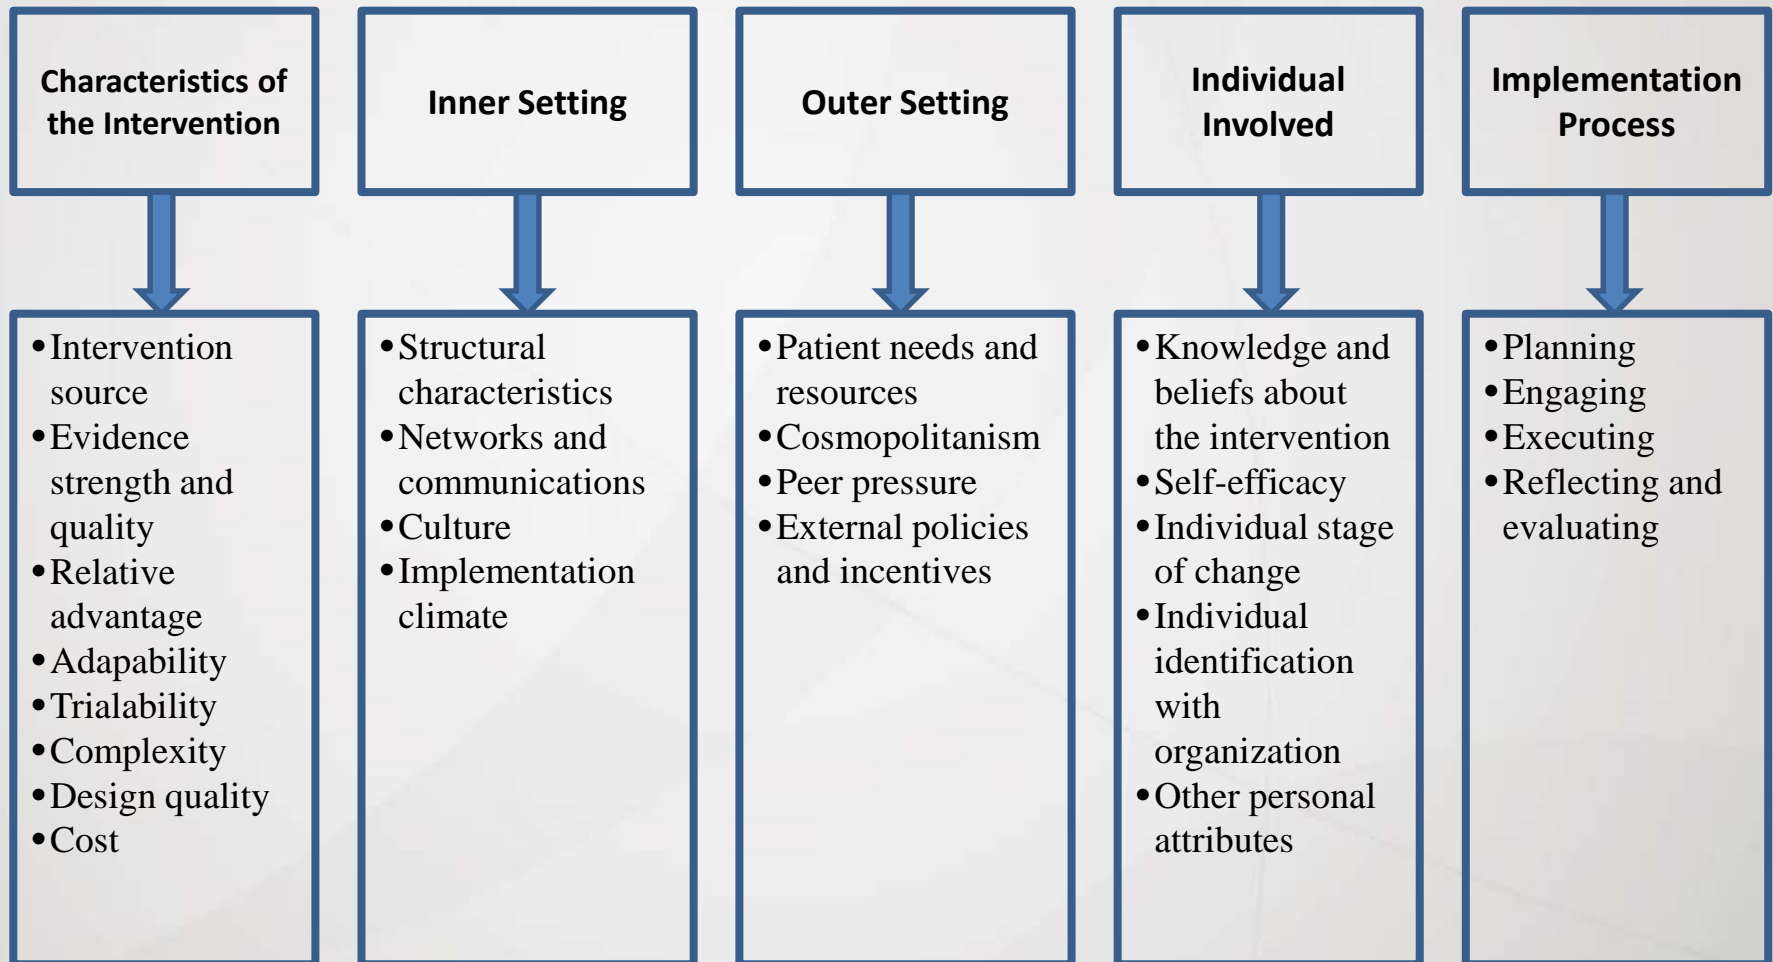 Characteristics of
the Intervention
Inner Setting
Outer Setting
Individual
Involved
Implementation
Process
•Intervention
source
•Evidence
strength and
quality
•Relative
advantage
•Adapability
•Trialability
•Complexity
•Design quality
•Cost
•Structural
characteristics
•Networks and
communications
•Culture
•Implementation
climate
•Patient needs and
resources
•Cosmopolitanism
•Peer pressure
•External policies
and incentives
•Knowledge and
beliefs about
the intervention
•Self-efficacy
•Individual stage
of change
•Individual
identification
with
organization
•Other personal
attributes
•Planning
•Engaging
•Executing
•Reflecting and
evaluating